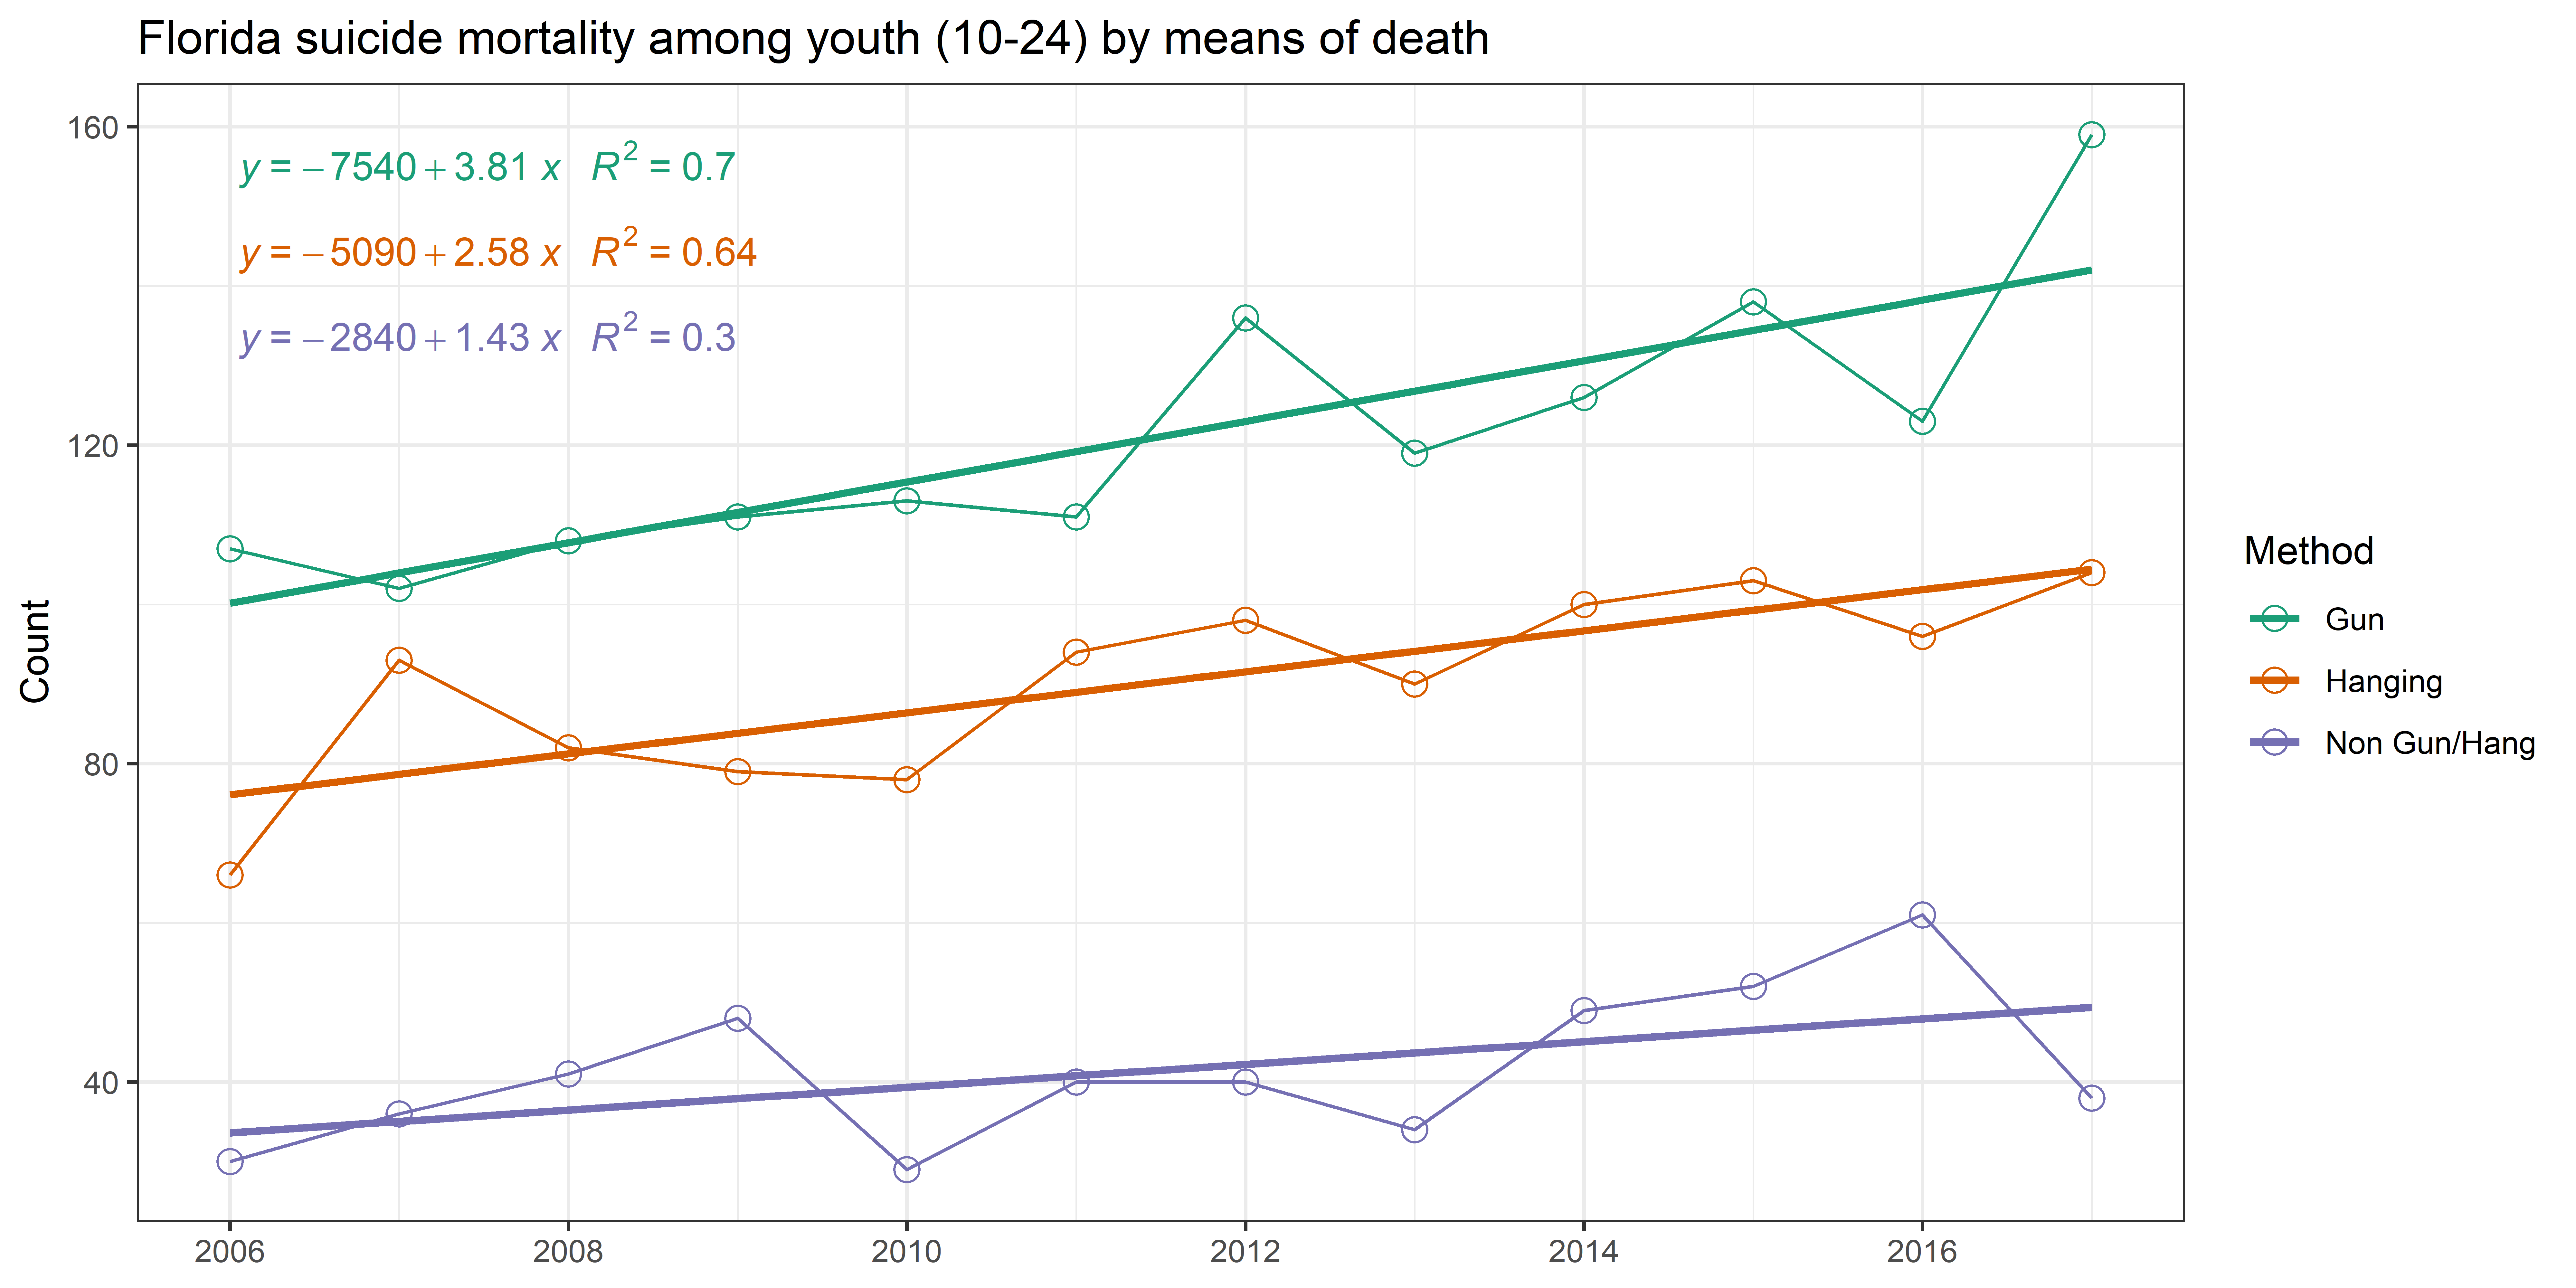 Florida suicide mortality among youth (10-24) by means of death
160
120
80
40
Count
y = −7540 + 3.81 x R² = 0.7
y = −5090 + 2.58 x R² = 0.64
y = −2840 + 1.43 x R² = 0.3
2006 2008 2010 2012 2014 2016
Method
Gun
Hanging
Non Gun/Hang